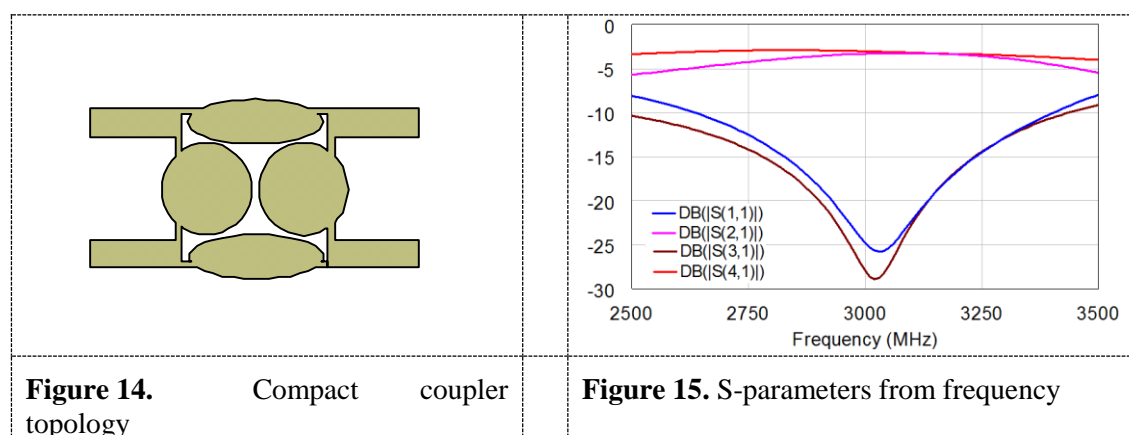 0
-5
-10
-15
-20
-25
-30
DB(|S(1,1)|)
DB(|S(2,1)|)
DB(|S(3,1)|)
DB(|S(4,1)|)
2500 2750 3000 3250 3500
Frequency (MHz)
Figure 14. Compact coupler
topology
Figure 15. S-parameters from frequency